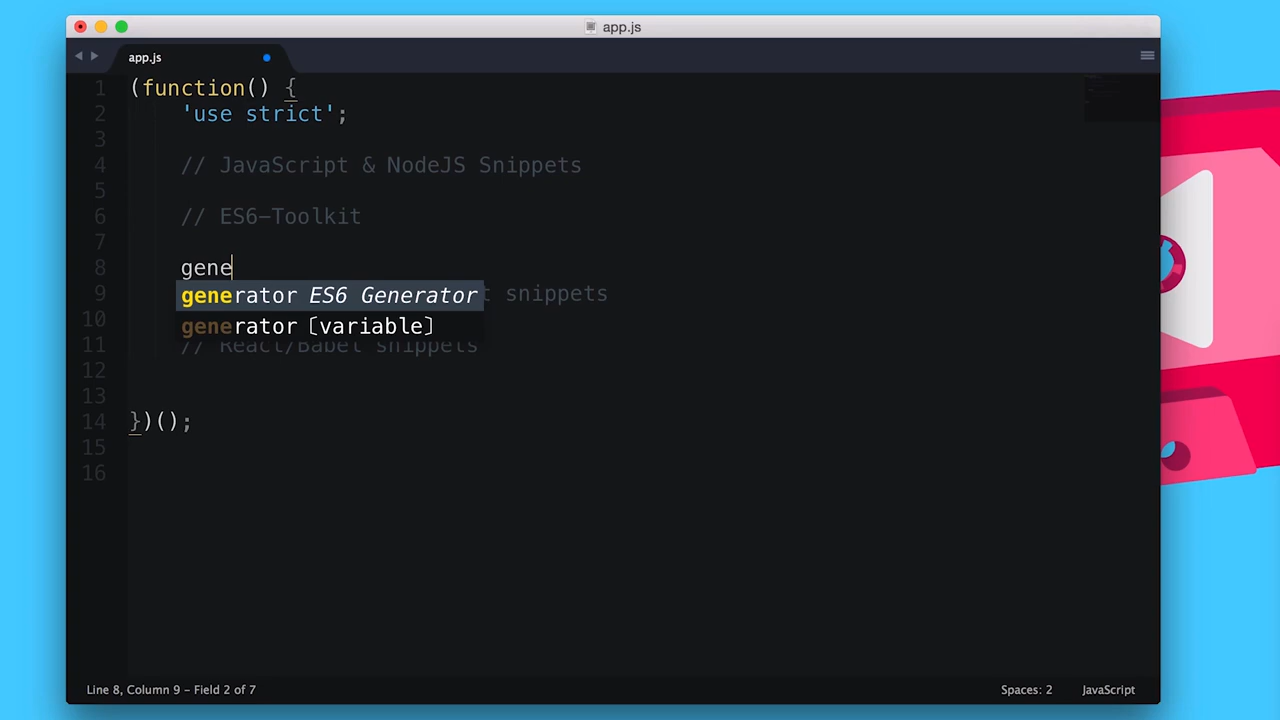 app.js
app.js
1 (function() {
2 'use strict';
3
4 // JavaScript & NodeJS Snippets
5
6 // ES6-Toolkit
7
8 gene
generator ES6 Generator
9 snippets
generator〔variable〕
10
11 // React/Babel snippets
12
13
14 })();
15
16
Line 8, Column 9 – Field 2 of 7
Spaces: 2
JavaScript